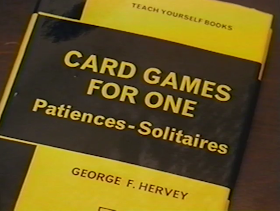 TEACH YOURSELF BOOKS
CARD GAMES
FOR ONE
Patiences-Solitaires
GEORGE F. HERVEY